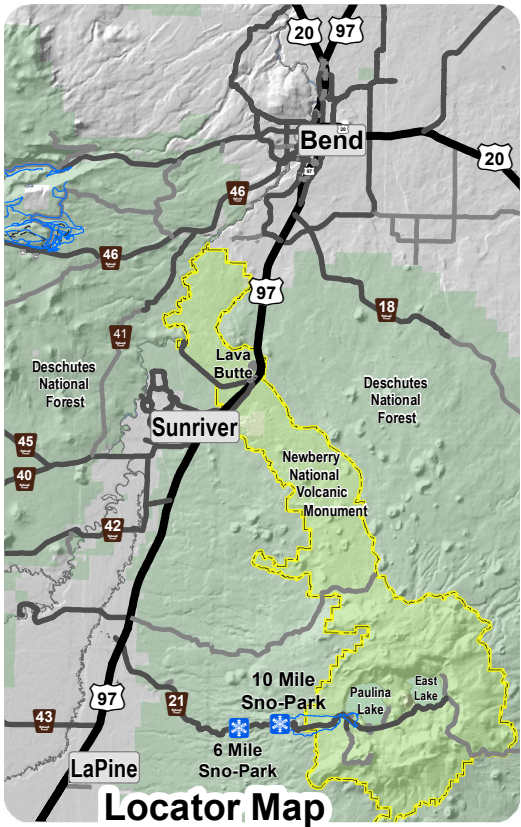 20
97
Bend
20
97
20
46
46
97
18
41
Lava
Butte
Deschutes
National
Forest
Deschutes
National
Forest
Sunriver
45
40
Newberry
National
Volcanic
Monument
42
10 Mile
Sno-Park
East
Lake
Paulina
Lake
97
21
43
6 Mile
Sno-Park
LaPine
Locator Map